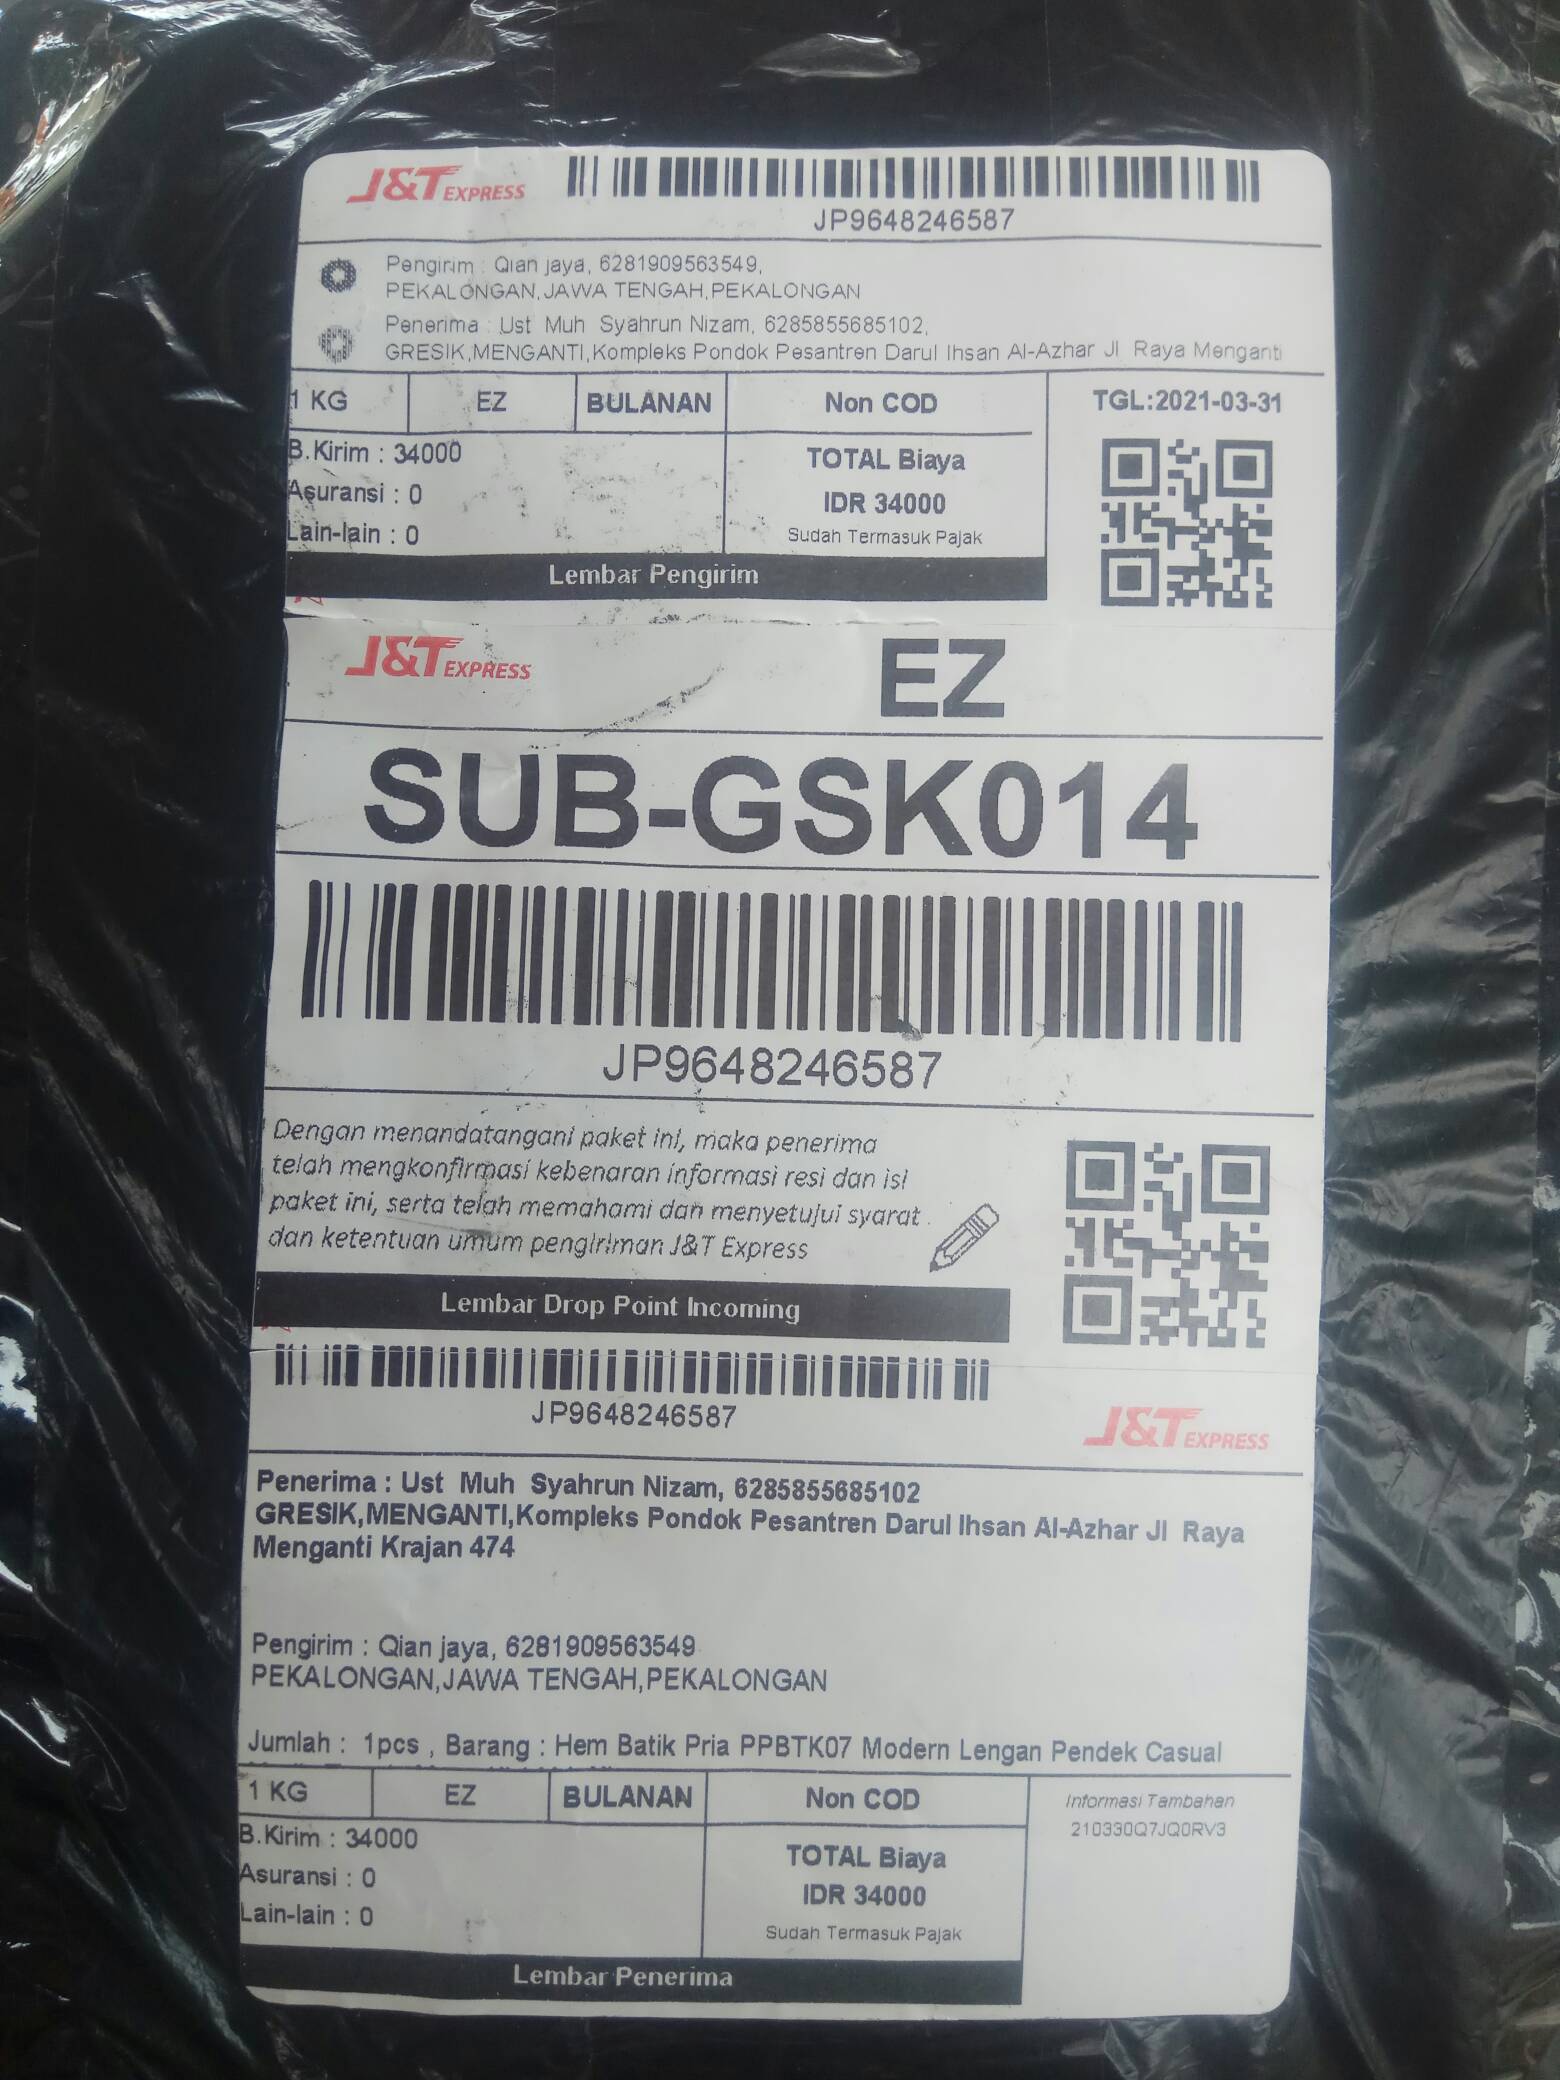 J&T EXPRESS
JP9648246587
Pengirim : Qian jaya, 6281909563549,
PEKALONGAN,JAWA TENGAH,PEKALONGAN
Penerima : Ust Muh Syahrun Nizam, 6285855685102,
GRESIK,MENGANTI,Kompleks Pondok Pesantren Darul Ihsan Al-Azhar Jl Raya Menganti
1 KG EZ BULANAN Non COD TGL:2021-03-31
B.Kirim : 34000
Asuransi : 0
Lain-lain : 0
TOTAL Biaya
IDR 34000
Sudah Termasuk Pajak
Lembar Pengirim
J&T EXPRESS EZ
SUB-GSK014
JP9648246587
Dengan menandatangani paket ini, maka penerima
telah mengkonfirmasi kebenaran informasi resi dan isi
paket ini, serta telah memahami dan menyetujui syarat
dan ketentuan umum pengiriman J&T Express
Lembar Drop Point Incoming
JP9648246587
J&T EXPRESS
Penerima : Ust Muh Syahrun Nizam, 6285855685102
GRESIK,MENGANTI,Kompleks Pondok Pesantren Darul Ihsan Al-Azhar Jl Raya
Menganti Krajan 474
Pengirim : Qian jaya, 6281909563549
PEKALONGAN,JAWA TENGAH,PEKALONGAN
Jumlah : 1pcs , Barang : Hem Batik Pria PPBTK07 Modern Lengan Pendek Casual
1 KG EZ BULANAN Non COD
B.Kirim : 34000
Asuransi : 0
Lain-lain : 0
TOTAL Biaya
IDR 34000
Sudah Termasuk Pajak
Informasi Tambahan
210330Q7JQ0RV3
Lembar Penerima